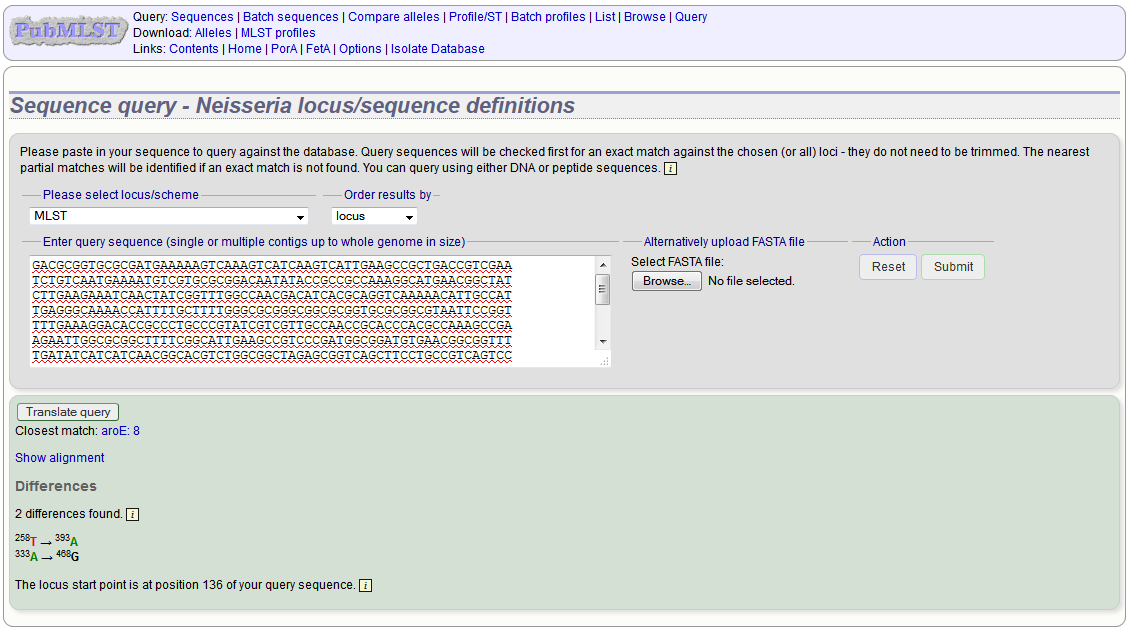 PubMLST
Query: Sequences | Batch sequences | Compare alleles | Profile/ST | Batch profiles | List | Browse | Query
Download: Alleles | MLST profiles
Links: Contents | Home | PorA | FetA | Options | Isolate Database
Sequence query - Neisseria locus/sequence definitions
Please paste in your sequence to query against the database. Query sequences will be checked first for an exact match against the chosen (or all) loci - they do not need to be trimmed. The nearest
partial matches will be identified if an exact match is not found. You can query using either DNA or peptide sequences. i
Please select locus/scheme
Order results by
MLST
locus
Enter query sequence (single or multiple contigs up to whole genome in size)
Alternatively upload FASTA file
Action
GACGCGGTGCGCGATGAAAAAGTCAAAGTCATCAAGTCATTGAAGCCGCTGACCGTCGAA
TCTGTCAATGAAAATGTCGTGCGCGGACAATATACCGCCGCCAAAGGCATGAACGGCTAT
CTTGAAGAAATCAACTATCGGTTTGGCCAACGACATCACGCAGGTCAAAAACATTGCCAT
TGAGGGCAAAACCATTTTGCTTTTGGGCGCGGGCGGCGCGGTGCGCGGCGTAATTCCGGT
TTTGAAAGGACACCGCCCTGCCCGTATCGTCGTTGCCAACCGCACCCACGCCAAAGCCGA
AGAATTGGCGCGGCTTTTCGGCATTGAAGCCGTCCCGATGGCGGATGTGAACGGCGGTTT
TGATATCATCATCAACGGCACGTCTGGCGGCTAGAGCGGTCAGCTTCCTGCCGTCAGTCC
Select FASTA file:
Browse... No file selected.
Reset
Submit
Translate query
Closest match: aroE: 8
Show alignment
Differences
2 differences found. i
258T → 393A
333A → 468G
The locus start point is at position 136 of your query sequence. i